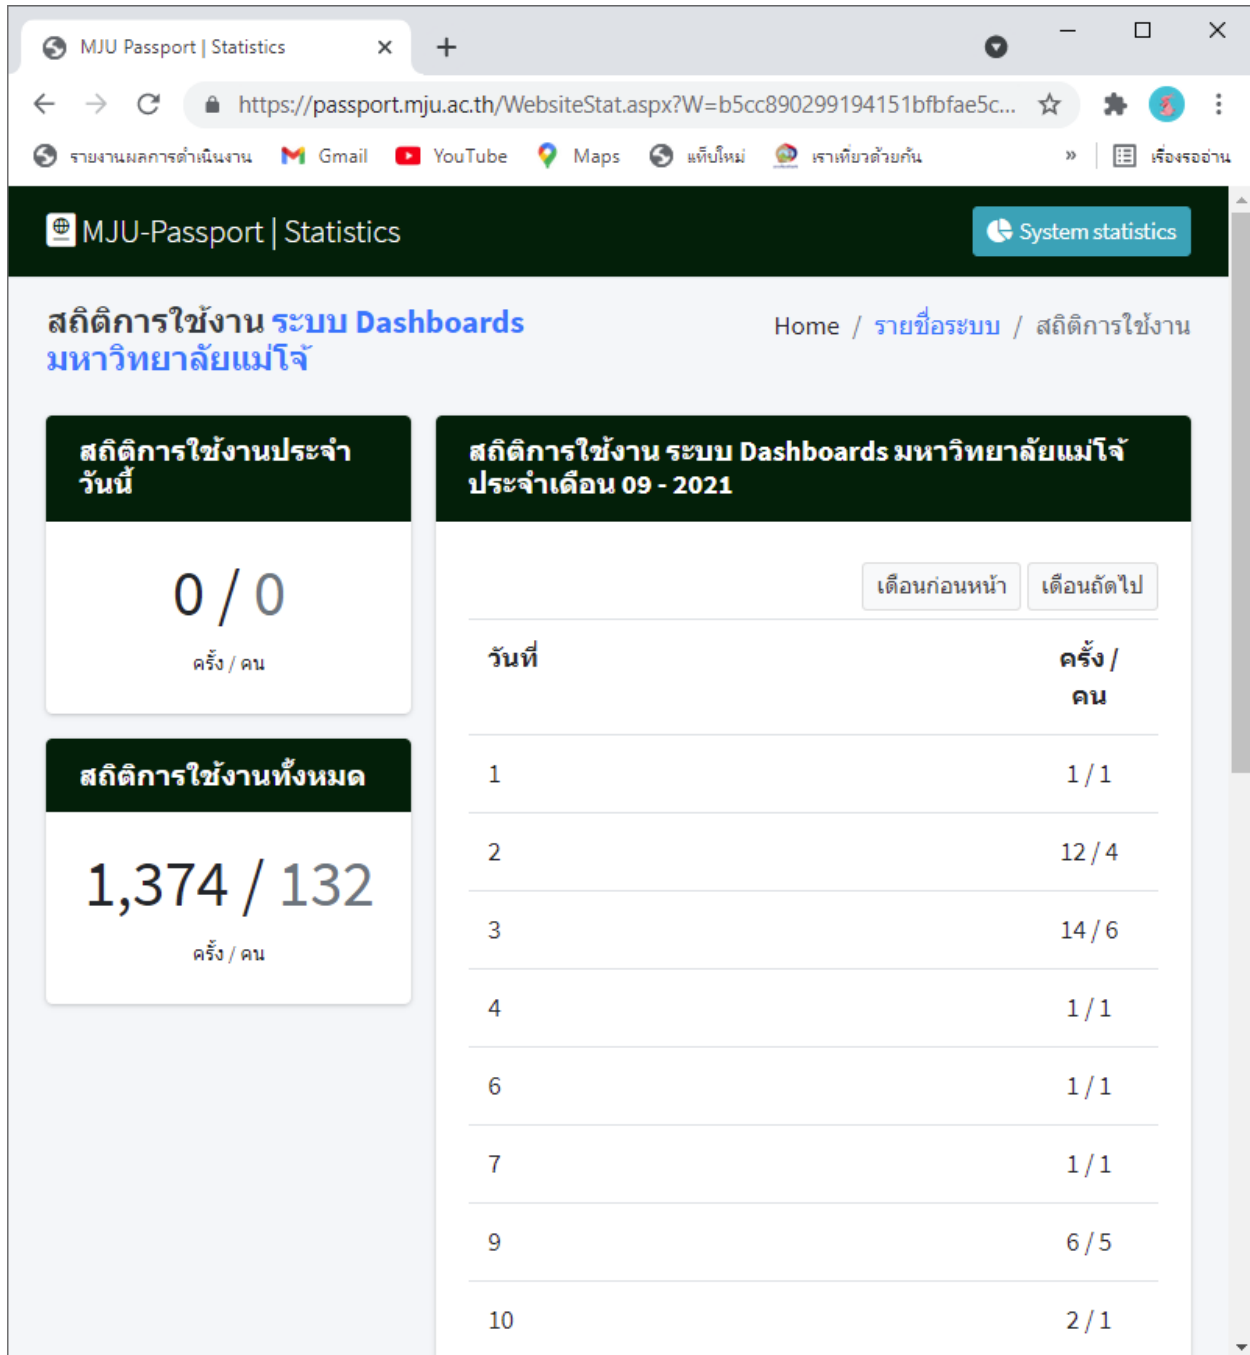 MJU Passport | Statistics
https://passport.mju.ac.th/WebsiteStat.aspx?W=b5cc890299194151bfbfae5c...
รายงานผลการดำเนินงาน Gmail YouTube Maps แท็บใหม่ เราเที่ยวด้วยกัน » เรื่องรออ่าน
MJU-Passport | Statistics
System statistics
สถิติการใช้งาน ระบบ Dashboards
มหาวิทยาลัยแม่โจ้
Home / รายชื่อระบบ / สถิติการใช้งาน
สถิติการใช้งานประจำ
วันนี้
0 / 0
ครั้ง / คน
สถิติการใช้งานทั้งหมด
1,374 / 132
ครั้ง / คน
สถิติการใช้งาน ระบบ Dashboards มหาวิทยาลัยแม่โจ้
ประจำเดือน 09 - 2021
เดือนก่อนหน้า เดือนถัดไป
วันที่ ครั้ง /
คน
1 1 / 1
2 12 / 4
3 14 / 6
4 1 / 1
6 1 / 1
7 1 / 1
9 6 / 5
10 2 / 1